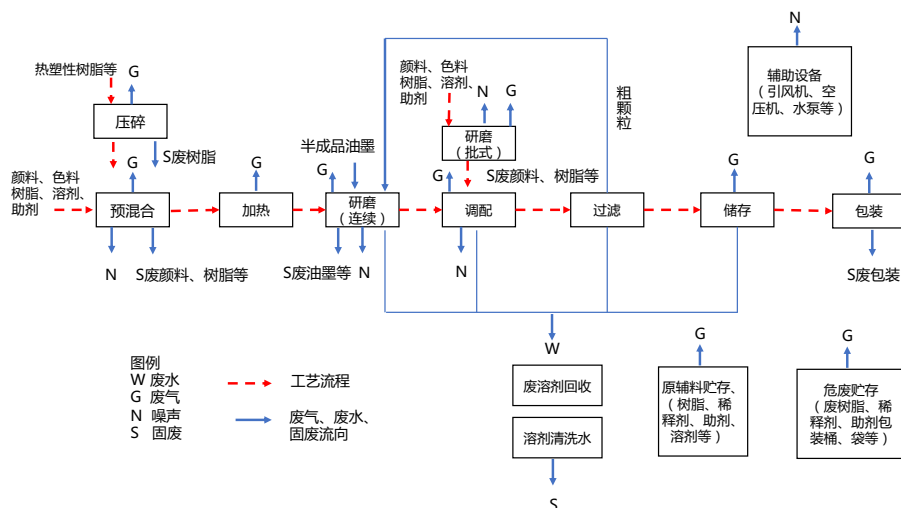 N
热塑性树脂等
G
颜料、色料
树脂、溶剂、
助剂
N
G
粗颗粒
辅助设备
（引风机、空
压机、水泵等）
压碎
研磨
（批式）
半成品油墨
S废树脂
G
G
G
G
S废颜料、树脂等
G
G
颜料、色料
树脂、溶剂、
助剂
预混合
加热
研磨
（连续）
调配
过滤
储存
包装
N
S废颜料、树脂等
S废油墨等
N
N
S废包装
W
G
G
图例
W 废水
G 废气
N 噪声
S 固废
工艺流程
废气、废水、
固废流向
废溶剂回收
溶剂清洗水
S
原辅料贮存、
（树脂、稀
释剂、助剂、
溶剂等）
危废贮存
（废树脂、稀
释剂、助剂包
装桶、袋等）